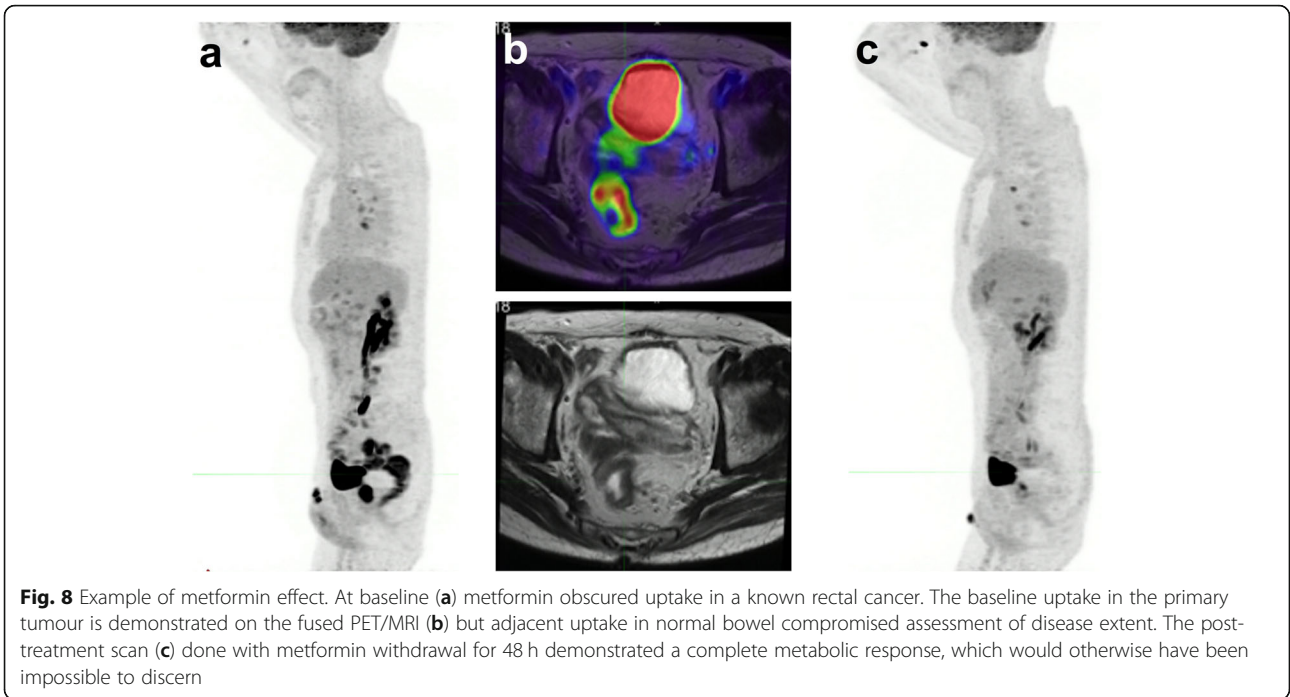 a
18
b
c
18
Fig. 8 Example of metformin effect. At baseline (a) metformin obscured uptake in a known rectal cancer. The baseline uptake in the primary
tumour is demonstrated on the fused PET/MRI (b) but adjacent uptake in normal bowel compromised assessment of disease extent. The post-
treatment scan (c) done with metformin withdrawal for 48 h demonstrated a complete metabolic response, which would otherwise have been
impossible to discern